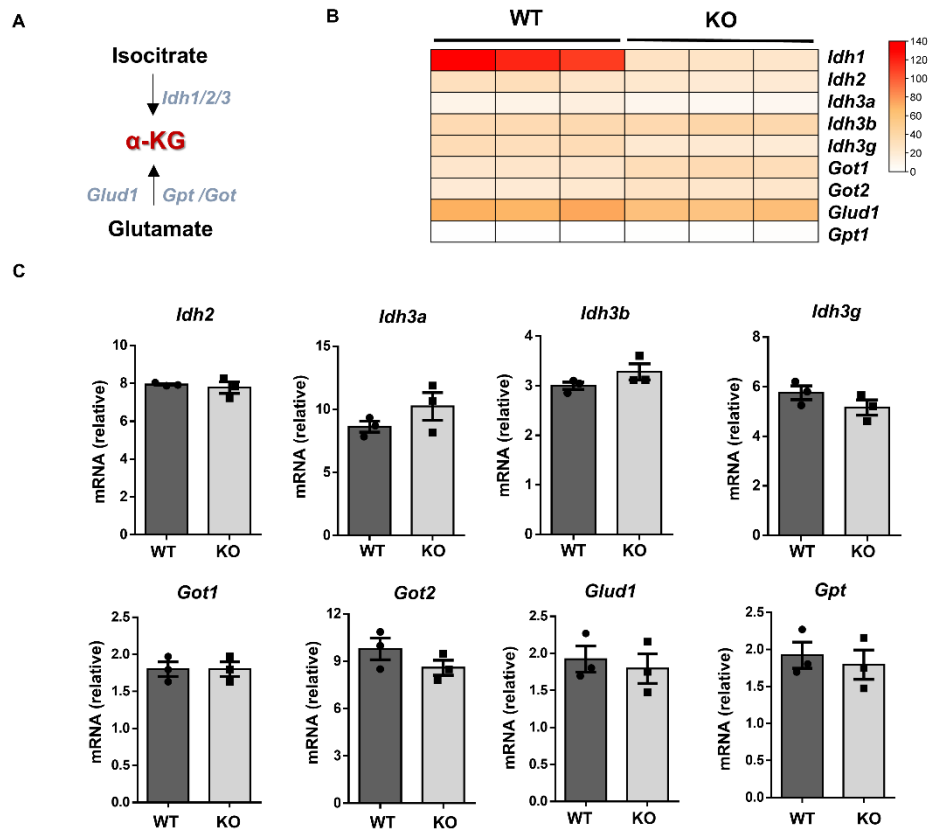 A
Isocitrate
Idh1/2/3
α-KG
Glud1 Gpt /Got
Glutamate
B
WT KO
Idh1
Idh2
Idh3a
Idh3b
Idh3g
Got1
Got2
Glud1
Gpt1
140
120
100
80
60
40
20
0
C
Idh2
mRNA (relative)
10
8
6
4
2
0
WT KO
Idh3a
mRNA (relative)
15
10
5
0
WT KO
Idh3b
mRNA (relative)
5
4
3
2
1
0
WT KO
Idh3g
mRNA (relative)
8
6
4
2
0
WT KO
Got1
mRNA (relative)
2.5
2.0
1.5
1.0
0.5
0.0
WT KO
Got2
mRNA (relative)
12
9
6
3
0
WT KO
Glud1
mRNA (relative)
2.5
2.0
1.5
1.0
0.5
0.0
WT KO
Gpt
mRNA (relative)
2.5
2.0
1.5
1.0
0.5
0.0
WT KO